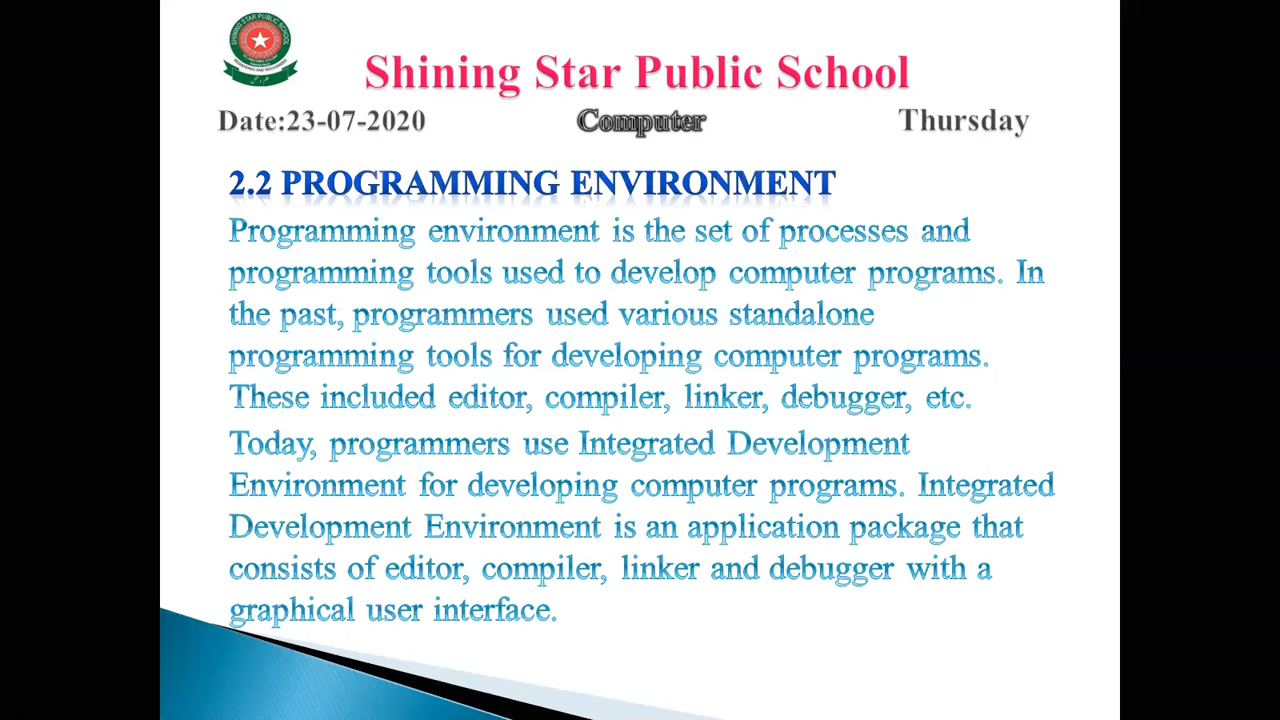 SHINING STAR PUBLIC SCHOOL
Shining Star Public School
Date:23-07-2020 Computer Thursday
2.2 PROGRAMMING ENVIRONMENT
Programming environment is the set of processes and
programming tools used to develop computer programs. In
the past, programmers used various standalone
programming tools for developing computer programs.
These included editor, compiler, linker, debugger, etc.
Today, programmers use Integrated Development
Environment for developing computer programs. Integrated
Development Environment is an application package that
consists of editor, compiler, linker and debugger with a
graphical user interface.